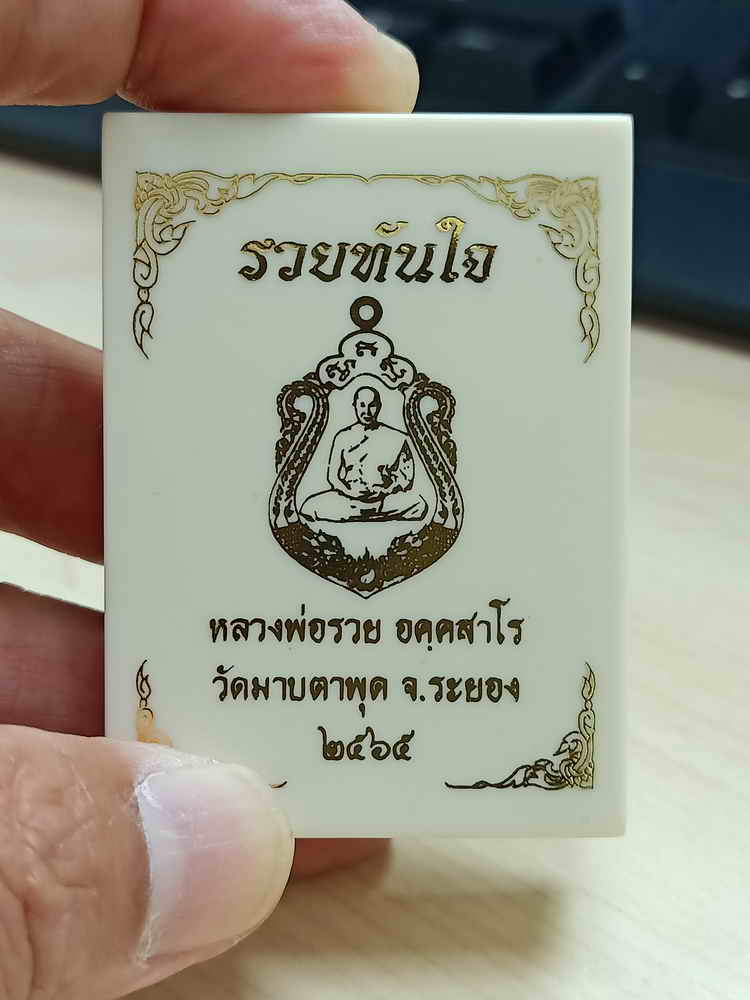 รวยทันใจ
หลวงพ่อรวย อคฺคสาโร
วัดมาบตาพุด จ.ระยอง
๒๕๖๕